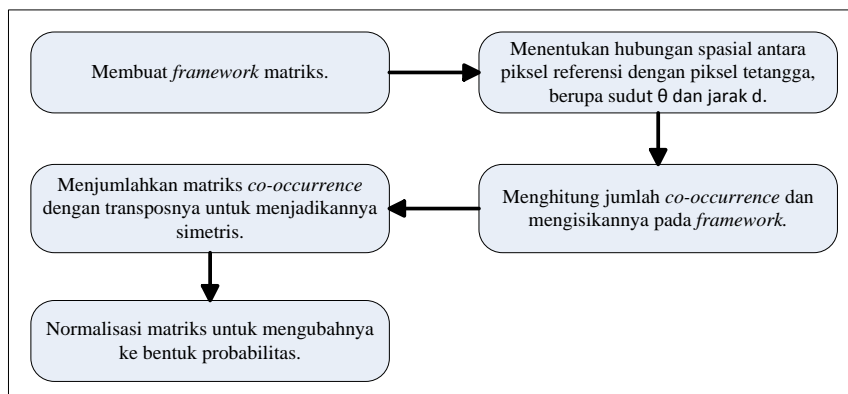 Membuat framework matriks.
Menentukan hubungan spasial antara
piksel referensi dengan piksel tetangga,
berupa sudut θ dan jarak d.
Menghitung jumlah co-occurrence dan
mengisikannya pada framework.
Menjumlahkan matriks co-occurrence
dengan transposnya untuk menjadikannya
simetris.
Normalisasi matriks untuk mengubahnya
ke bentuk probabilitas.